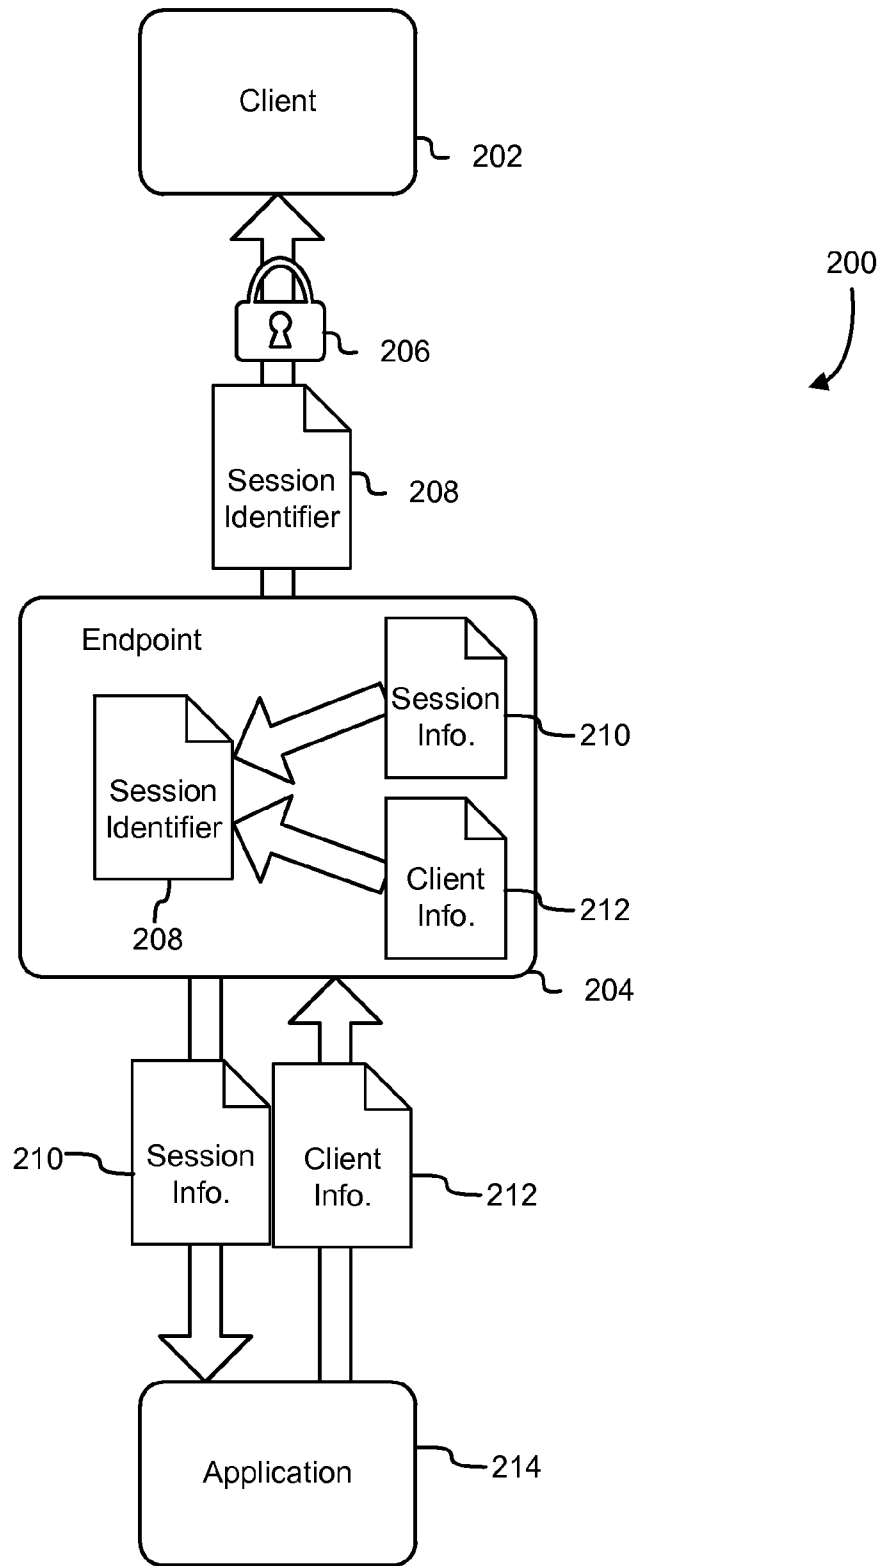 Client
202
200
206
Session
Identifier
208
Endpoint
Session
Info.
210
Session
Identifier
208
Client
Info.
212
204
210
Session
Info.
Client
Info.
212
Application
214